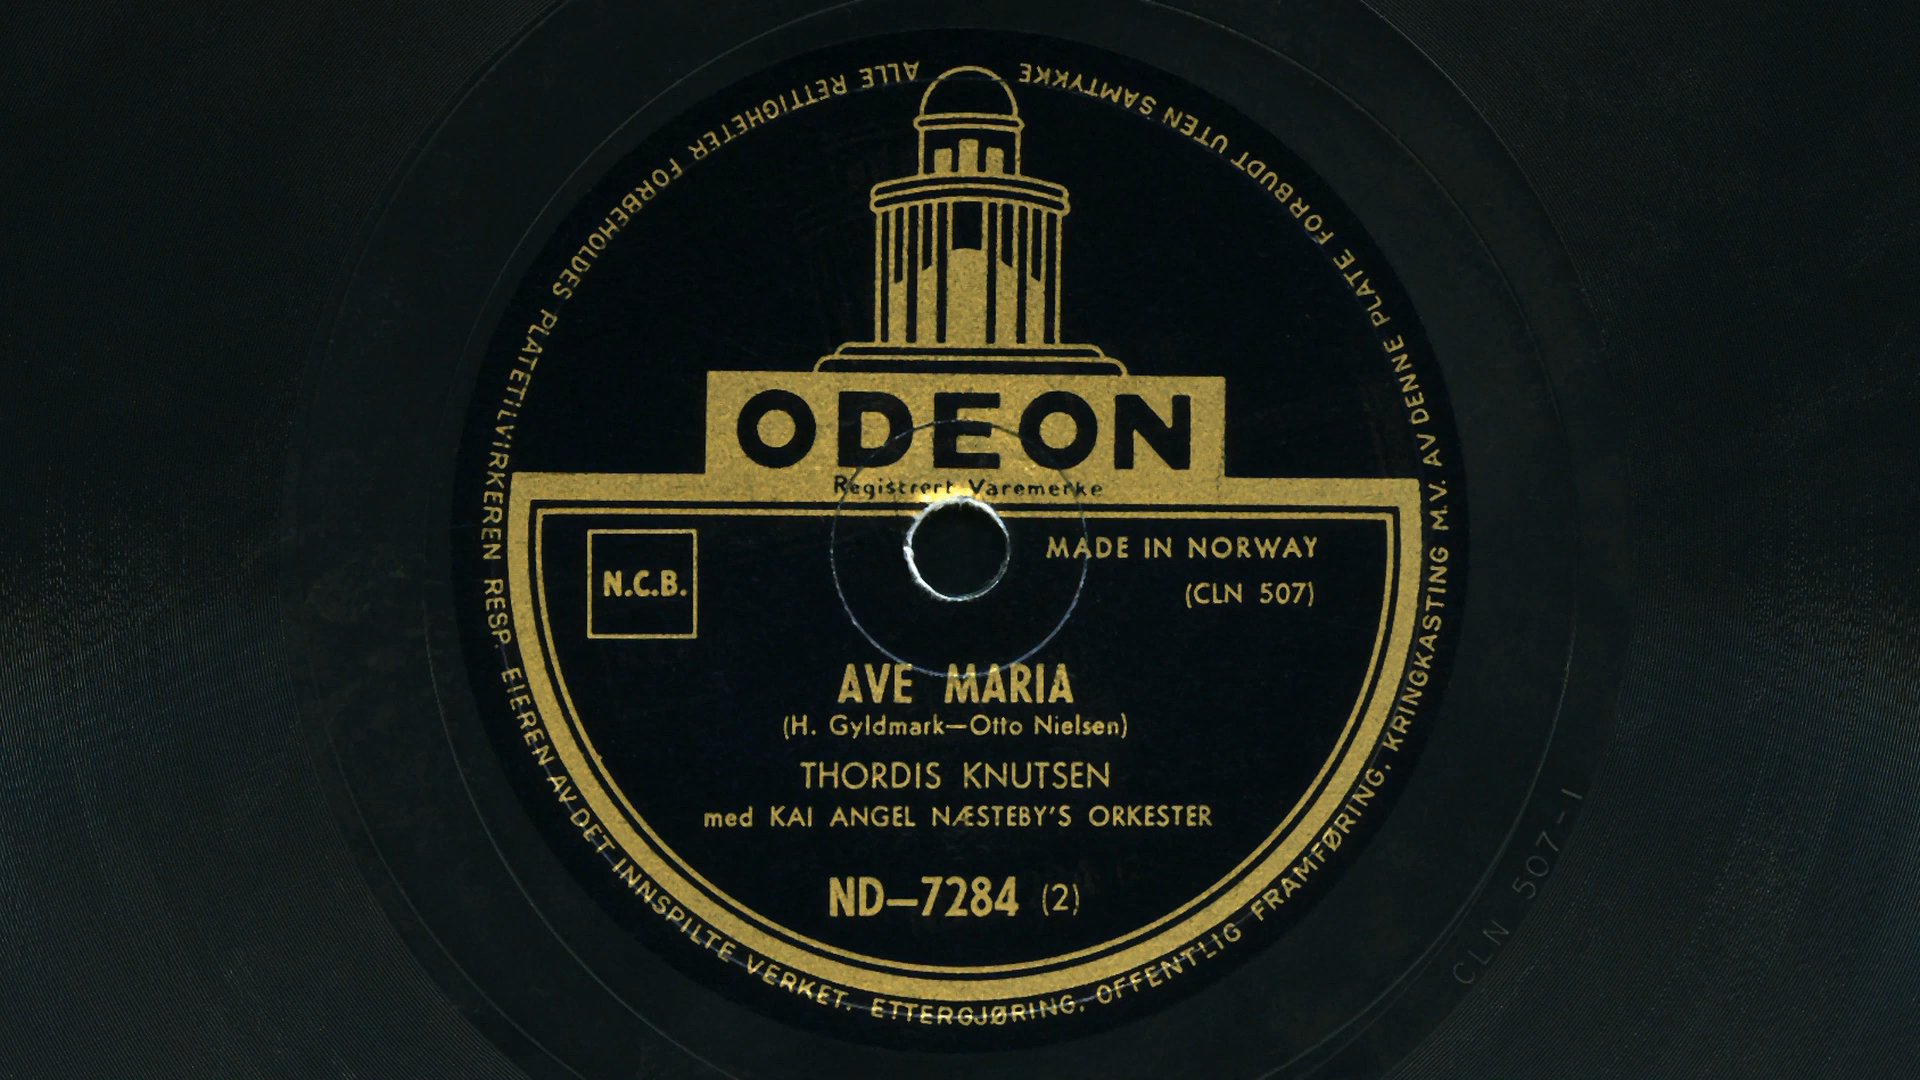 ALLE RETTIGHETER FORBEHOLDES PLATETILVIRKEREN RESP. EIEREN AV DET INNSPILTE VERKET. ETTERGJØRING, OFFENTLIG FRAMFØRING, KRINGKASTING M.V. AV DENNE PLATE FORBUDT UTEN SAMTYKKE
ODEON
Registrert Varemerke
N.C.B.
MADE IN NORWAY
(CLN 507)
AVE MARIA
(H. Gyldmark—Otto Nielsen)
THORDIS KNUTSEN
med KAI ANGEL NÆSTEBY'S ORKESTER
ND—7284 (2)
CLN 507-1